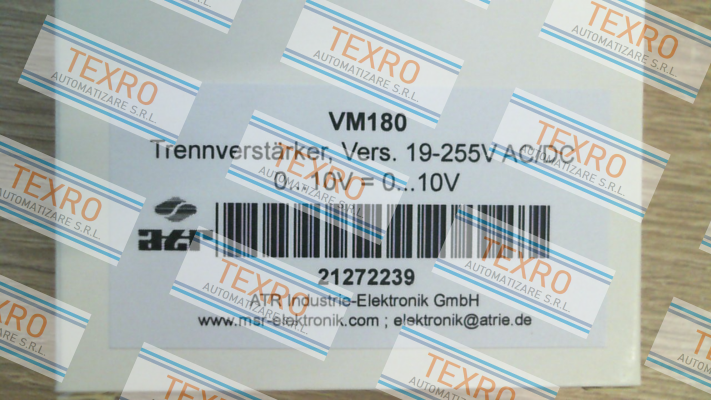 VM180
Trennverstärker, Vers. 19-255V AC/DC
0...10V = 0...10V
atr
21272239
ATR Industrie-Elektronik GmbH
www.msr-elektronik.com ; elektronik@atrie.de
TEXRO
AUTOMATIZARE S.R.L.